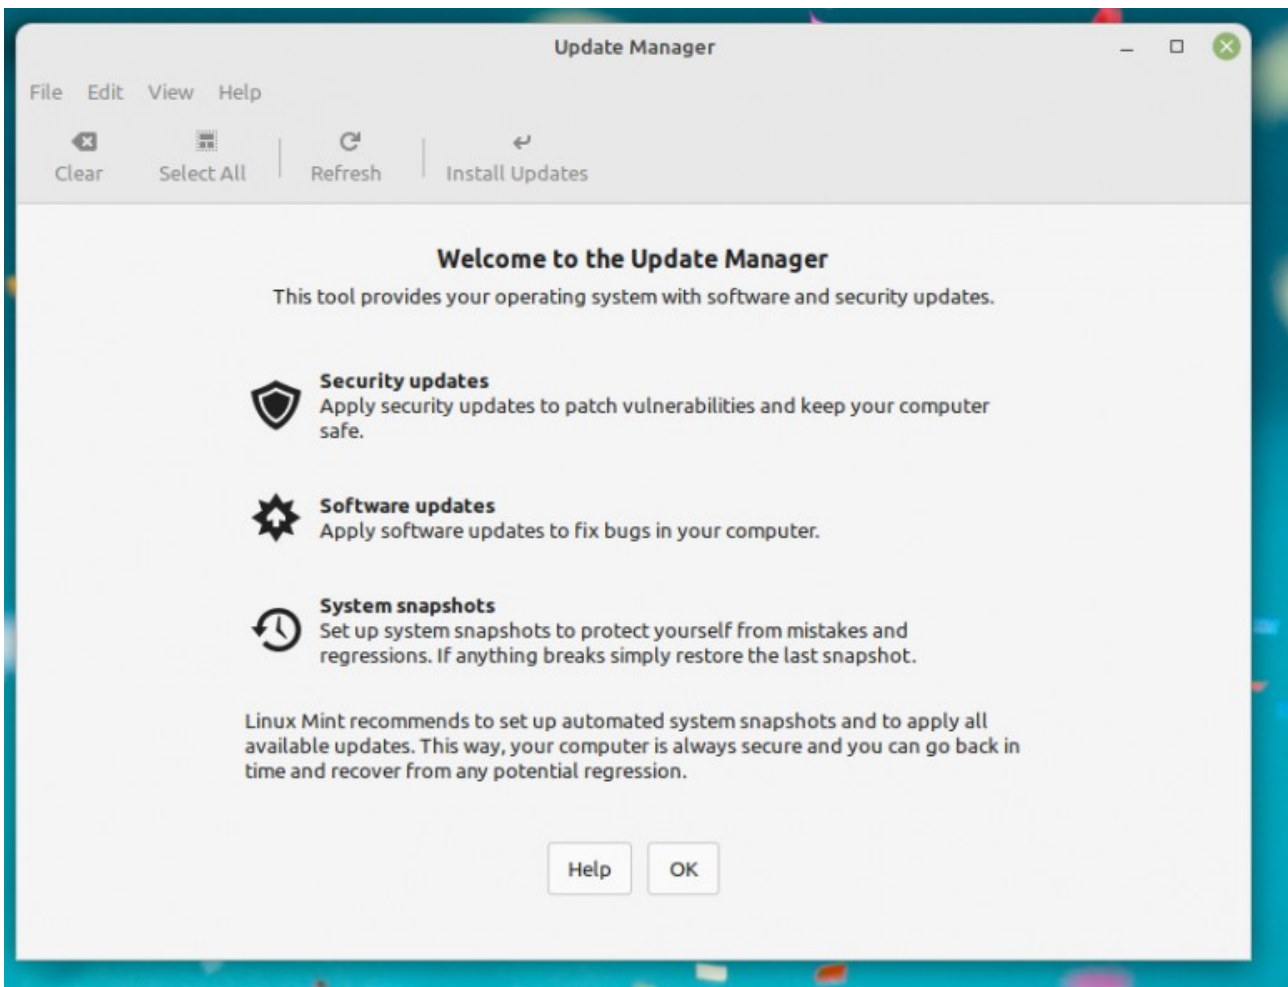 Update Manager
File Edit View Help
Clear Select All Refresh Install Updates
Welcome to the Update Manager
This tool provides your operating system with software and security updates.
Security updates
Apply security updates to patch vulnerabilities and keep your computer
safe.
Software updates
Apply software updates to fix bugs in your computer.
System snapshots
Set up system snapshots to protect yourself from mistakes and
regressions. If anything breaks simply restore the last snapshot.
Linux Mint recommends to set up automated system snapshots and to apply all
available updates. This way, your computer is always secure and you can go back in
time and recover from any potential regression.
Help OK